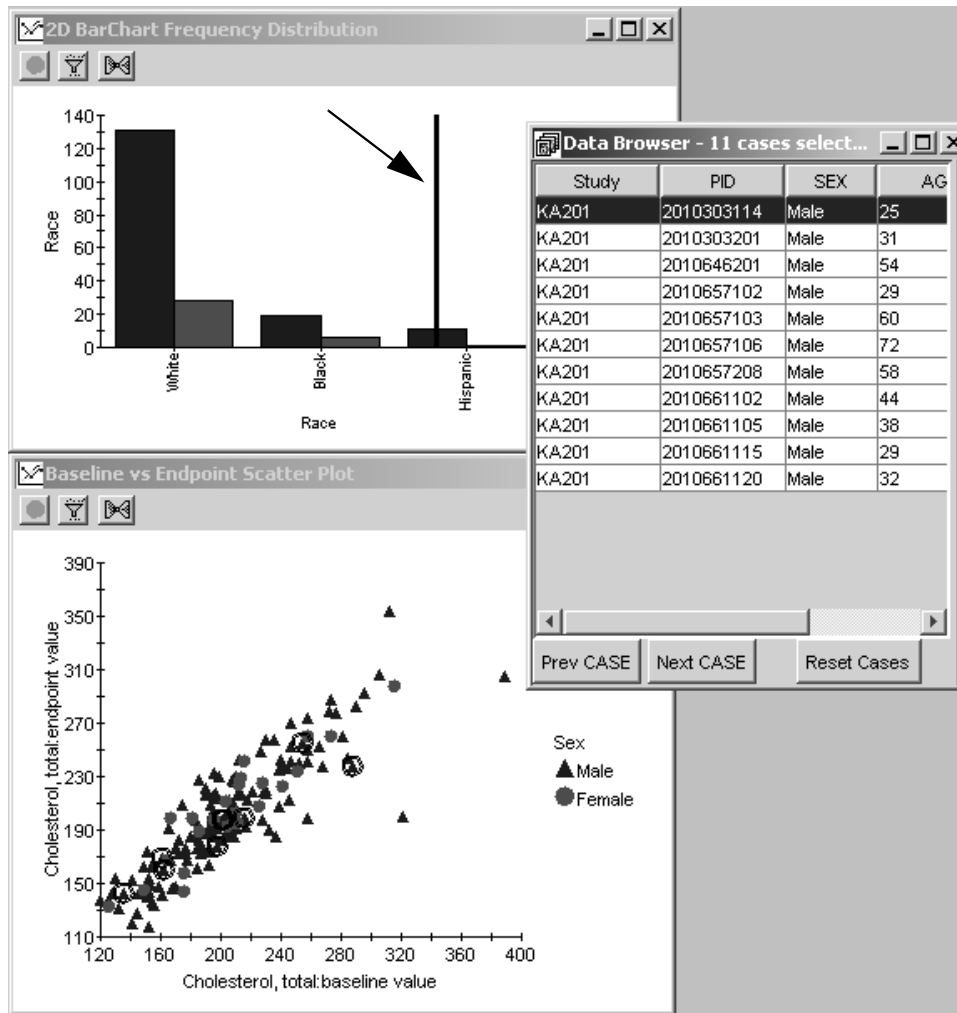 2D BarChart Frequency Distribution
140
120
100
80
60
40
20
0
Race
White
Black
Hispanic
Race
Data Browser - 11 cases select...
Study PID SEX AG
KA201 2010303114 Male 25
KA201 2010303201 Male 31
KA201 2010646201 Male 54
KA201 2010657102 Male 29
KA201 2010657103 Male 60
KA201 2010657106 Male 72
KA201 2010657208 Male 58
KA201 2010661102 Male 44
KA201 2010661105 Male 38
KA201 2010661115 Male 29
KA201 2010661120 Male 32
Prev CASE Next CASE Reset Cases
Baseline vs Endpoint Scatter Plot
390
350
310
270
230
190
150
110
Cholesterol, total:endpoint value
120 160 200 240 280 320 360 400
Cholesterol, total:baseline value
Sex
Male
Female